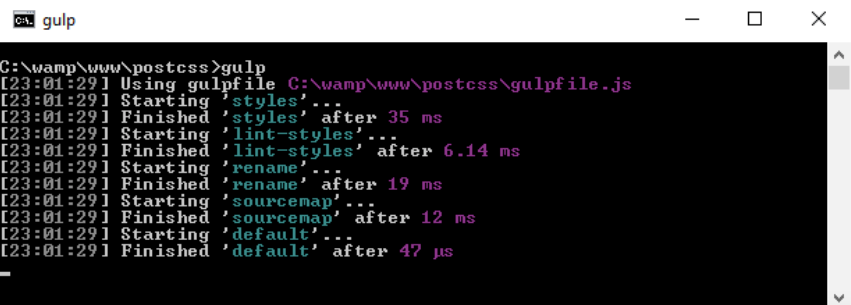 gulp
C:\wamp\www\postcss>gulp
[23:01:29] Using gulpfile C:\wamp\www\postcss\gulpfile.js
[23:01:29] Starting 'styles'...
[23:01:29] Finished 'styles' after 35 ms
[23:01:29] Starting 'lint-styles'...
[23:01:29] Finished 'lint-styles' after 6.14 ms
[23:01:29] Starting 'rename'...
[23:01:29] Finished 'rename' after 19 ms
[23:01:29] Starting 'sourcemap'...
[23:01:29] Finished 'sourcemap' after 12 ms
[23:01:29] Starting 'default'...
[23:01:29] Finished 'default' after 47 μs